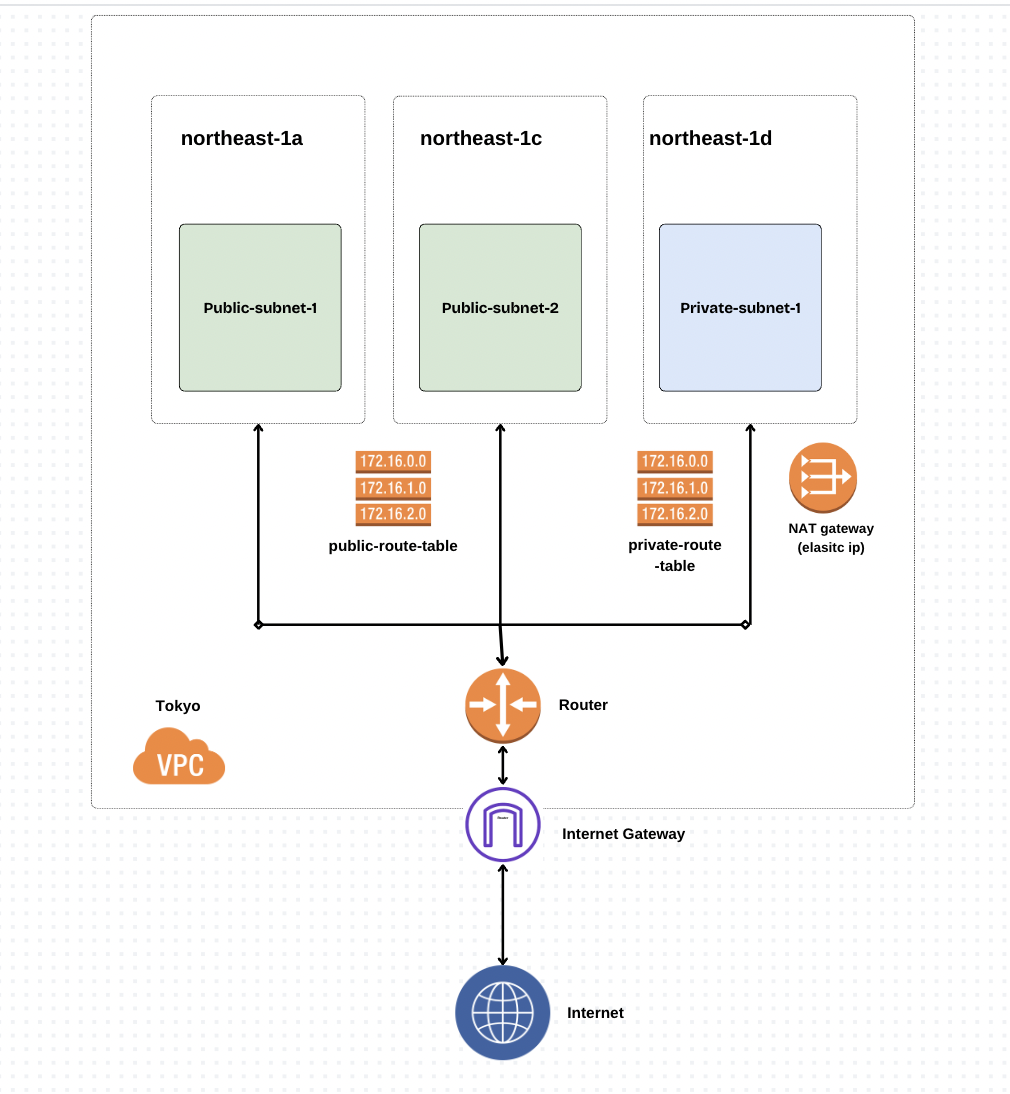 northeast-1a
northeast-1c
northeast-1d
Public-subnet-1
Public-subnet-2
Private-subnet-1
172.16.0.0
172.16.1.0
172.16.2.0
public-route-table
172.16.0.0
172.16.1.0
172.16.2.0
private-route
-table
NAT gateway
(elasitc ip)
Tokyo
VPC
Router
Internet Gateway
Internet